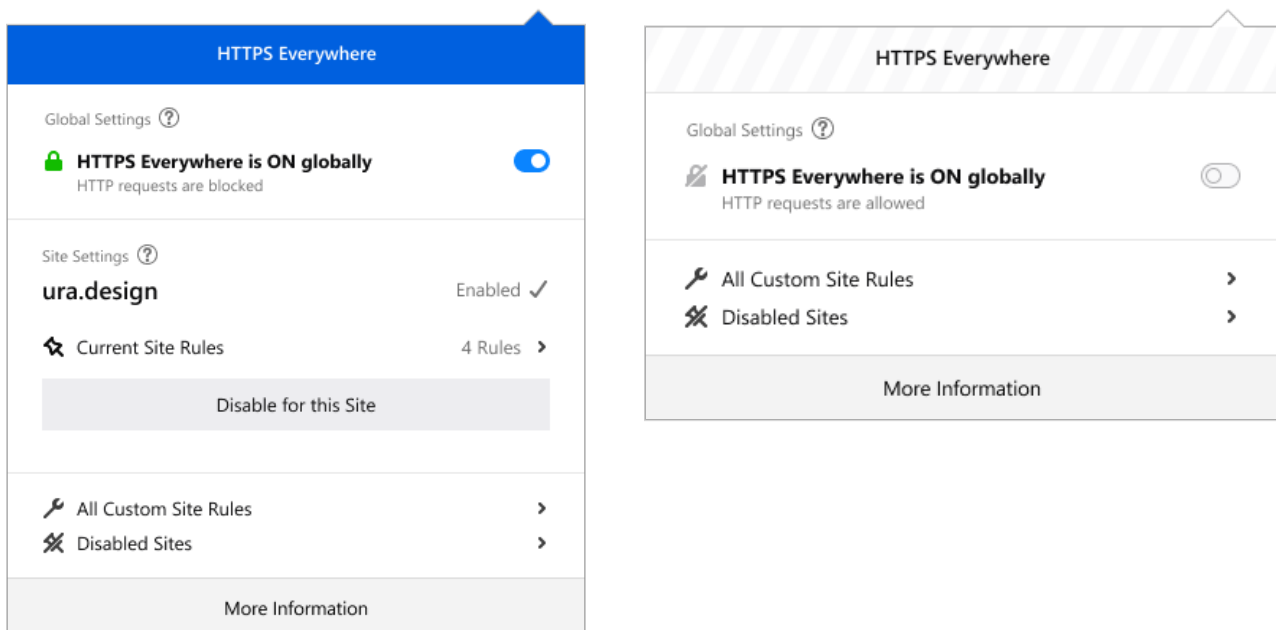 HTTPS Everywhere
Global Settings ?
HTTPS Everywhere is ON globally
HTTP requests are blocked
Site Settings ?
ura.design Enabled
Current Site Rules 4 Rules
Disable for this Site
All Custom Site Rules
Disabled Sites
More Information
HTTPS Everywhere
Global Settings ?
HTTPS Everywhere is ON globally
HTTP requests are allowed
All Custom Site Rules
Disabled Sites
More Information